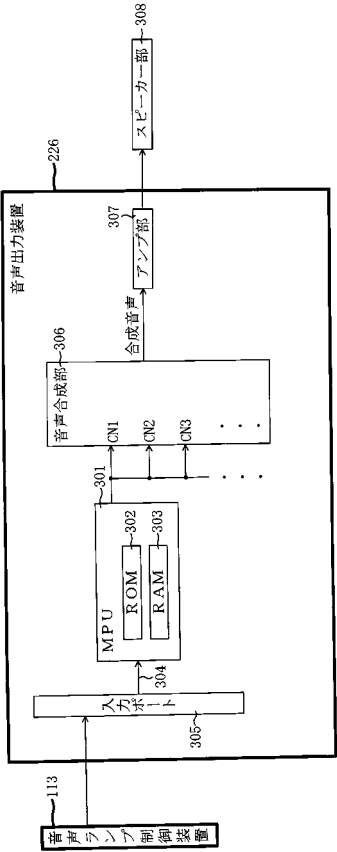 音声ランプ制御装置
113
音声出力装置
226
入力ポート
305
304
MPU
301
ROM
302
RAM
303
音声合成部
306
CN1
CN2
CN3
・・・
・・・
合成音声
アンプ部
307
スピーカー部
308